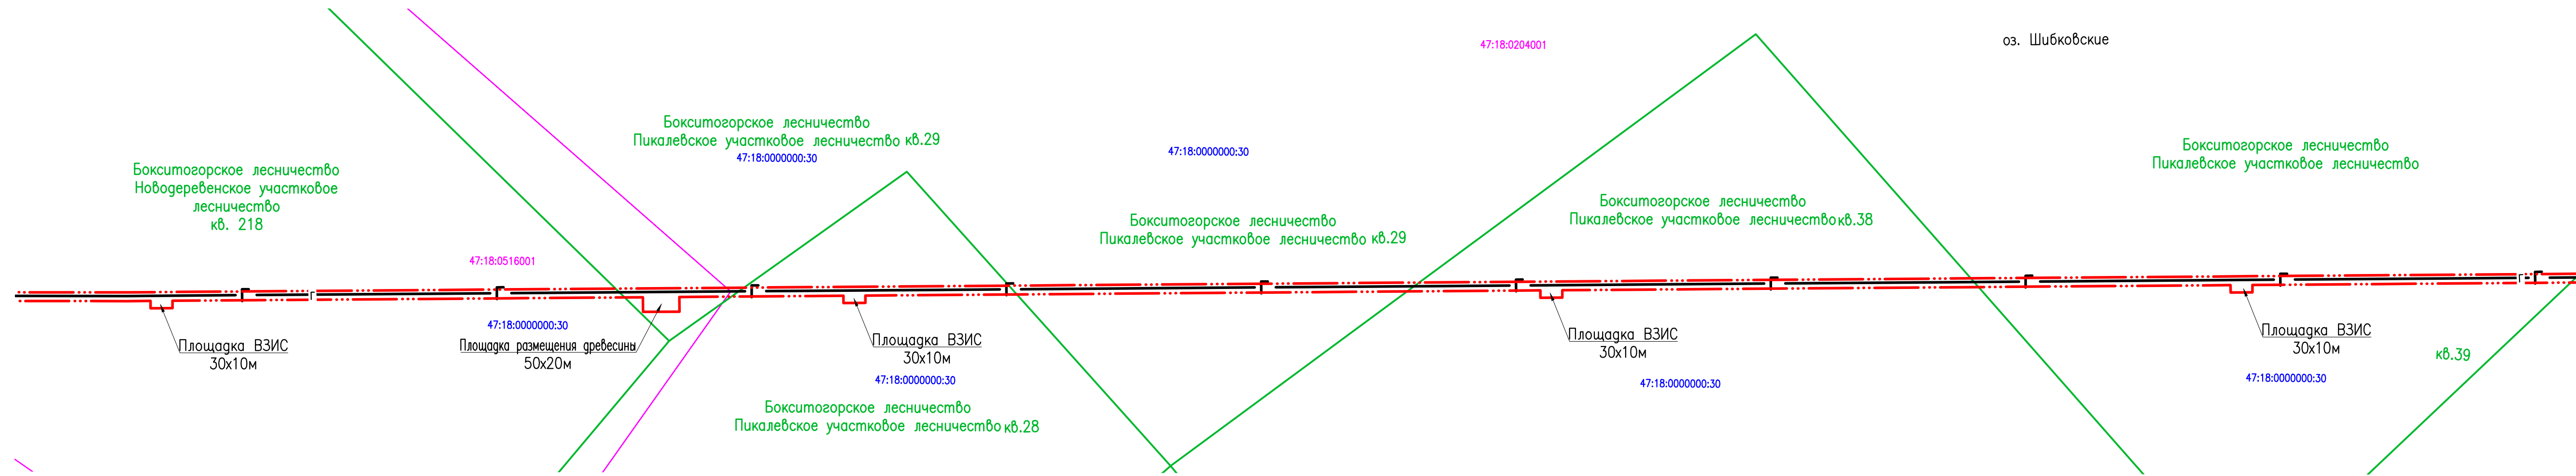 Бокситогорское лесничество
Новодеревенское участковое
лесничество
кв. 218
47:18:0516001
Площадка ВЗИС
30х10м
47:18:0000000:30
Площадка размещения древесины
50х20м
Бокситогорское лесничество
Пикалевское участковое лесничество кв.29
47:18:0000000:30
Площадка ВЗИС
30х10м
47:18:0000000:30
Бокситогорское лесничество
Пикалевское участковое лесничество кв.28
47:18:0000000:30
Бокситогорское лесничество
Пикалевское участковое лесничество кв.29
47:18:0204001
Бокситогорское лесничество
Пикалевское участковое лесничество кв.38
Площадка ВЗИС
30х10м
47:18:0000000:30
оз. Шибковские
Бокситогорское лесничество
Пикалевское участковое лесничество
Площадка ВЗИС
30х10м
47:18:0000000:30
кв.39